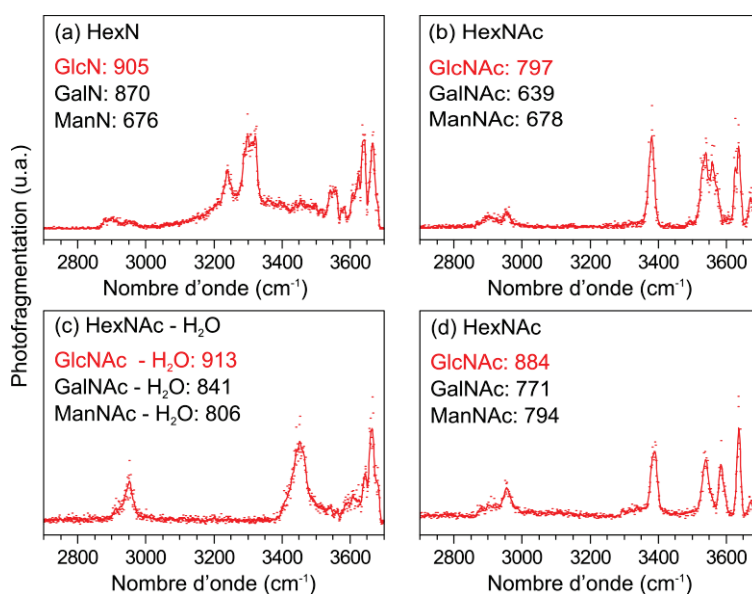 (a) HexN
GlcN: 905
GalN: 870
ManN: 676
2800 3000 3200 3400 3600
Nombre d'onde (cm⁻¹)
(b) HexNAc
GlcNAc: 797
GalNAc: 639
ManNAc: 678
2800 3000 3200 3400 3600
Nombre d'onde (cm⁻¹)
Photofragmentation (u.a.)
(c) HexNAc - H₂O
GlcNAc - H₂O: 913
GalNAc - H₂O: 841
ManNAc - H₂O: 806
2800 3000 3200 3400 3600
Nombre d'onde (cm⁻¹)
(d) HexNAc
GlcNAc: 884
GalNAc: 771
ManNAc: 794
2800 3000 3200 3400 3600
Nombre d'onde (cm⁻¹)